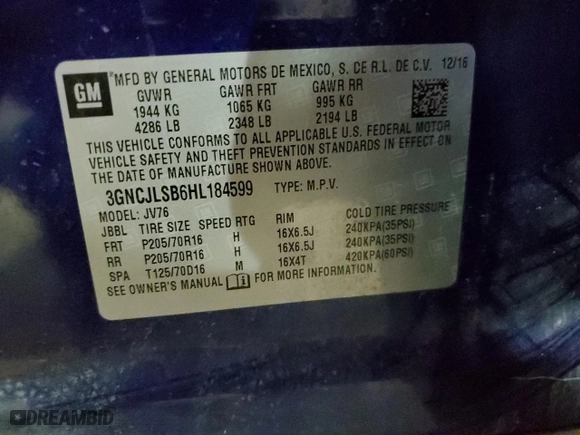 GM
*MFD BY GENERAL MOTORS DE MEXICO, S. DE R.L. DE C.V. 12/16
GVWR GAWR FRT GAWR RR
1944 KG 1065 KG 995 KG
4286 LB 2348 LB 2194 LB
THIS VEHICLE CONFORMS TO ALL APPLICABLE U.S. FEDERAL MOTOR
VEHICLE SAFETY AND THEFT PREVENTION STANDARDS IN EFFECT ON
THE DATE OF MANUFACTURE SHOWN ABOVE.
3GNCJLSB6HL184599 TYPE: M.P.V.
MODEL: JV76
JBBL TIRE SIZE SPEED RTG RIM COLD TIRE PRESSURE
FRT P205/70R16 H 16X6.5J 240KPA(35PSI)
RR P205/70R16 H 16X6.5J 240KPA(35PSI)
SPA T125/70D16 M 16X4T 420KPA(60PSI)
SEE OWNER'S MANUAL FOR MORE INFORMATION
DREAMBID